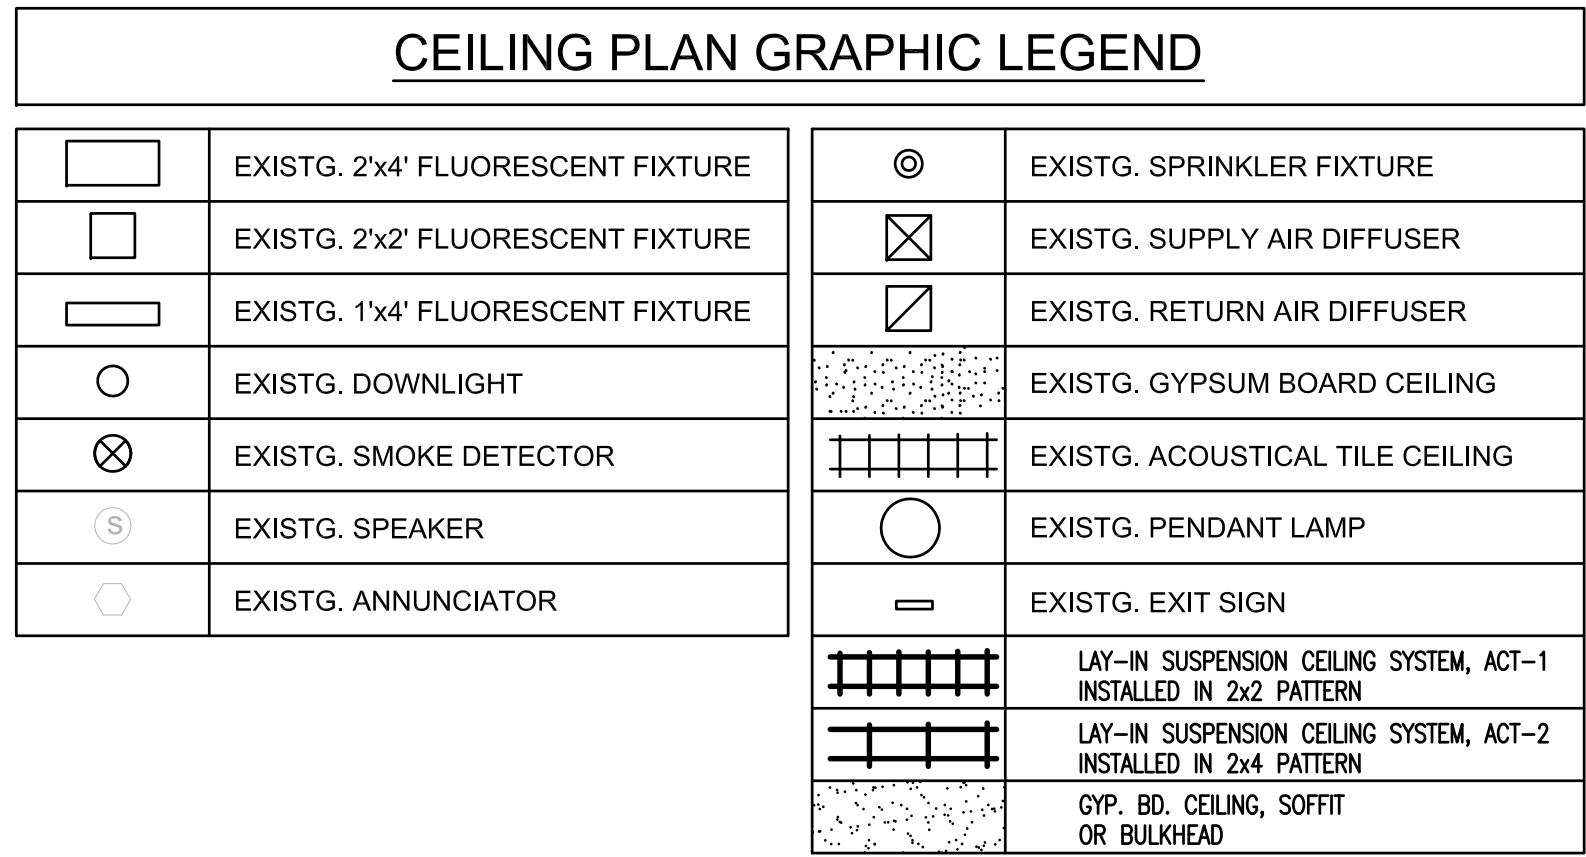 CEILING PLAN GRAPHIC LEGEND
EXISTG. 2'x4' FLUORESCENT FIXTURE
EXISTG. 2'x2' FLUORESCENT FIXTURE
EXISTG. 1'x4' FLUORESCENT FIXTURE
EXISTG. DOWNLIGHT
EXISTG. SMOKE DETECTOR
S
EXISTG. SPEAKER
EXISTG. ANNUNCIATOR
EXISTG. SPRINKLER FIXTURE
EXISTG. SUPPLY AIR DIFFUSER
EXISTG. RETURN AIR DIFFUSER
EXISTG. GYPSUM BOARD CEILING
EXISTG. ACOUSTICAL TILE CEILING
EXISTG. PENDANT LAMP
EXISTG. EXIT SIGN
LAY-IN SUSPENSION CEILING SYSTEM, ACT-1
INSTALLED IN 2x2 PATTERN
LAY-IN SUSPENSION CEILING SYSTEM, ACT-2
INSTALLED IN 2x4 PATTERN
GYP. BD. CEILING, SOFFIT
OR BULKHEAD